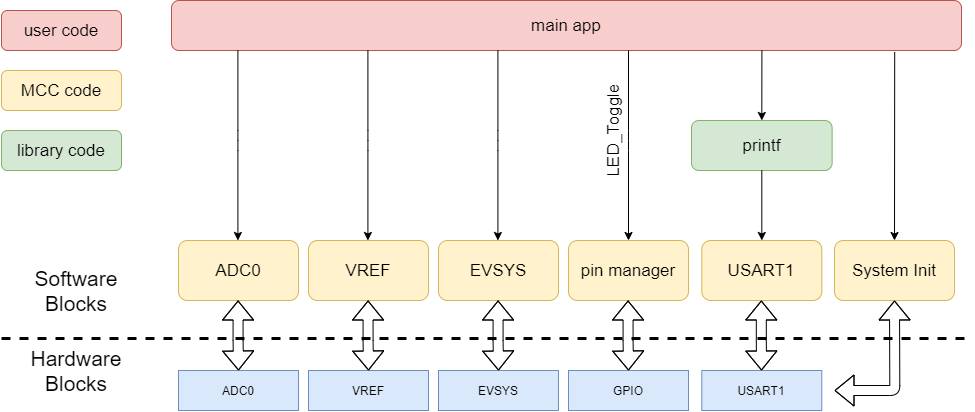 user code
main app
MCC code
library code
LED_Toggle
printf
ADC0
VREF
EVSYS
pin manager
USART1
System Init
Software
Blocks
Hardware
Blocks
ADC0
VREF
EVSYS
GPIO
USART1